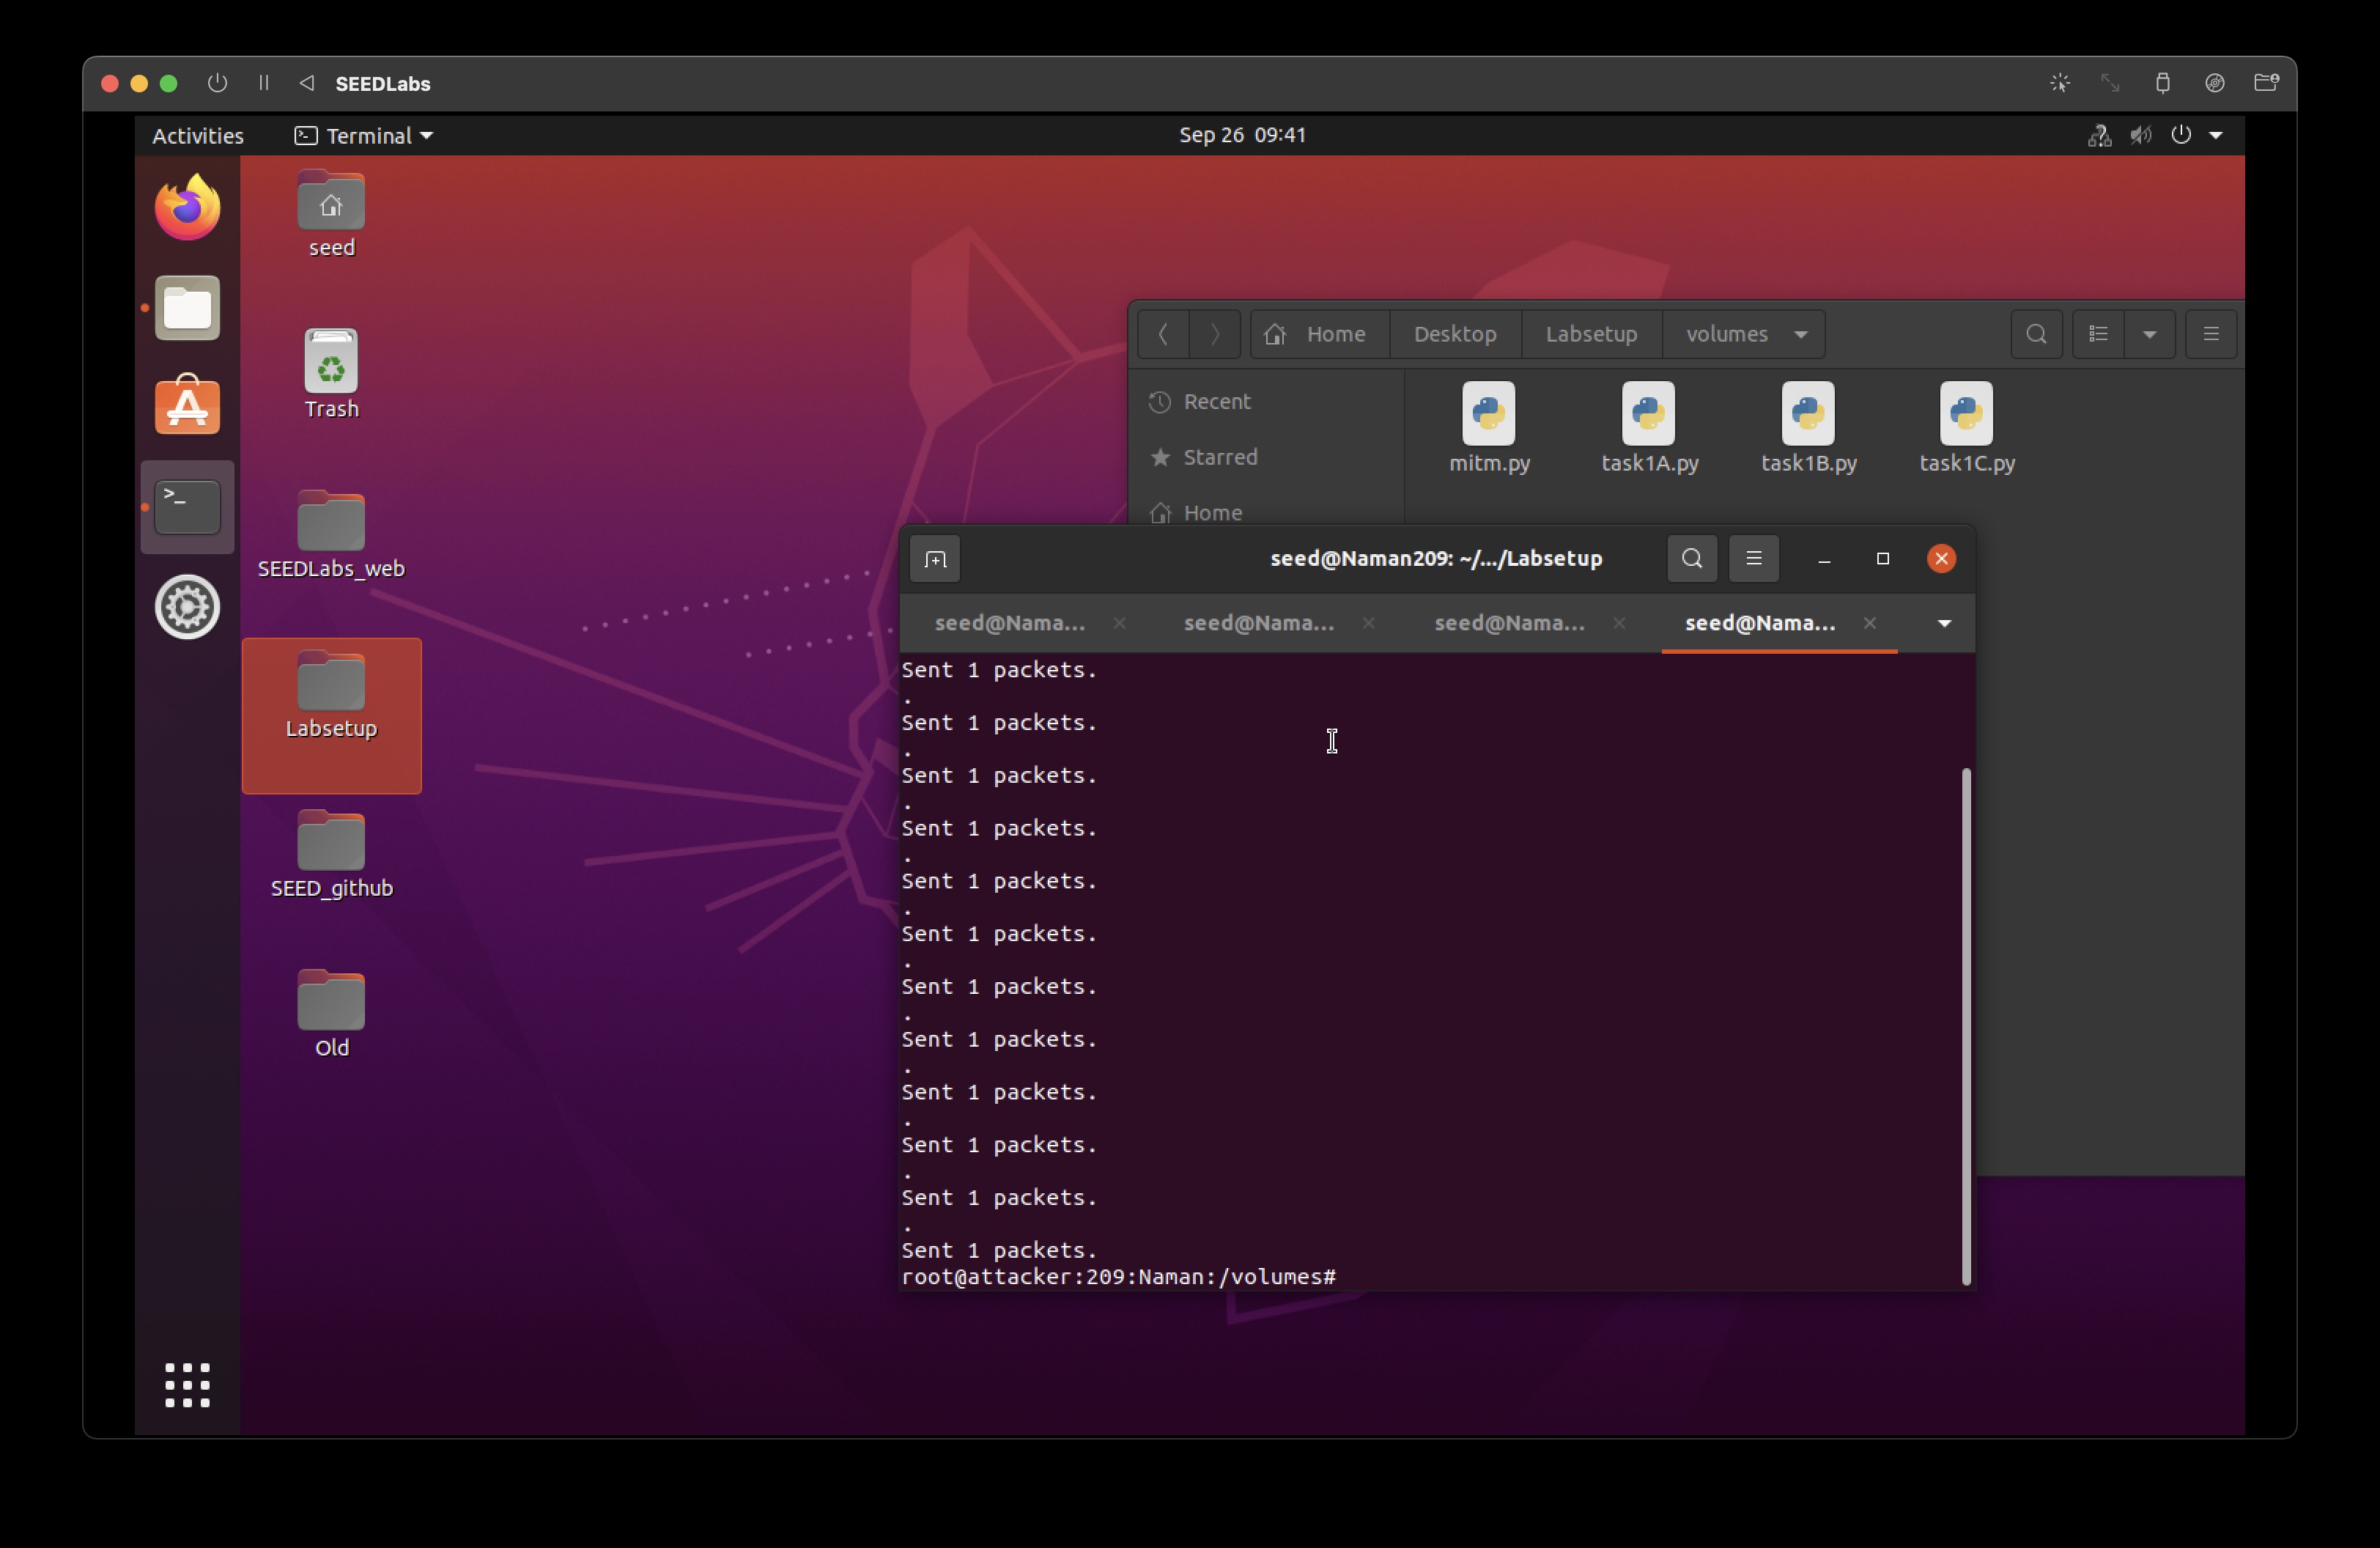 SEEDLabs
Activities
Terminal
Sep 26 09:41
seed
Trash
SEEDLabs_web
Labsetup
SEED_github
Old
Home
Desktop
Labsetup
volumes
Recent
Starred
Home
mitm.py
task1A.py
task1B.py
task1C.py
seed@Naman209: ~/.../Labsetup
seed@Nama...
seed@Nama...
seed@Nama...
seed@Nama...
Sent 1 packets.
.
Sent 1 packets.
.
Sent 1 packets.
.
Sent 1 packets.
.
Sent 1 packets.
.
Sent 1 packets.
.
Sent 1 packets.
.
Sent 1 packets.
.
Sent 1 packets.
.
Sent 1 packets.
.
Sent 1 packets.
.
Sent 1 packets.
root@attacker:209:Naman:/volumes#